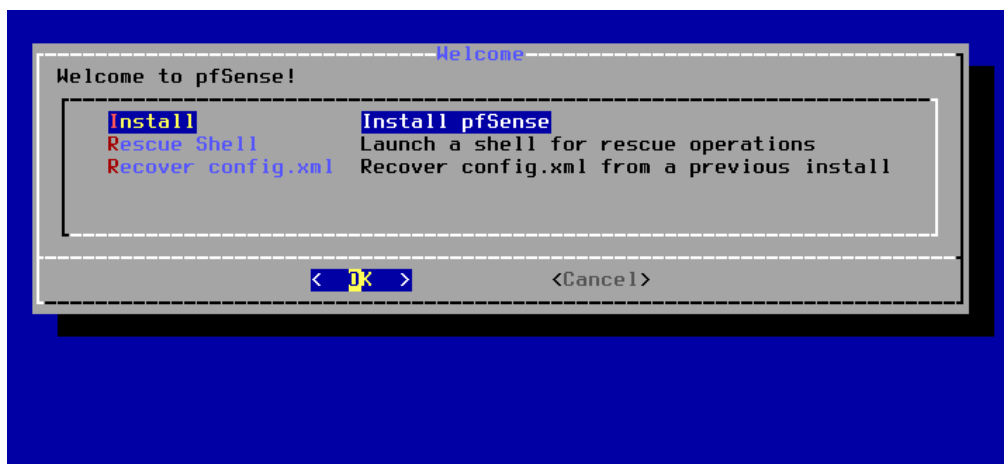 Welcome
Welcome to pfSense!
Install Install pfSense
Rescue Shell Launch a shell for rescue operations
Recover config.xml Recover config.xml from a previous install
< OK > <Cancel>